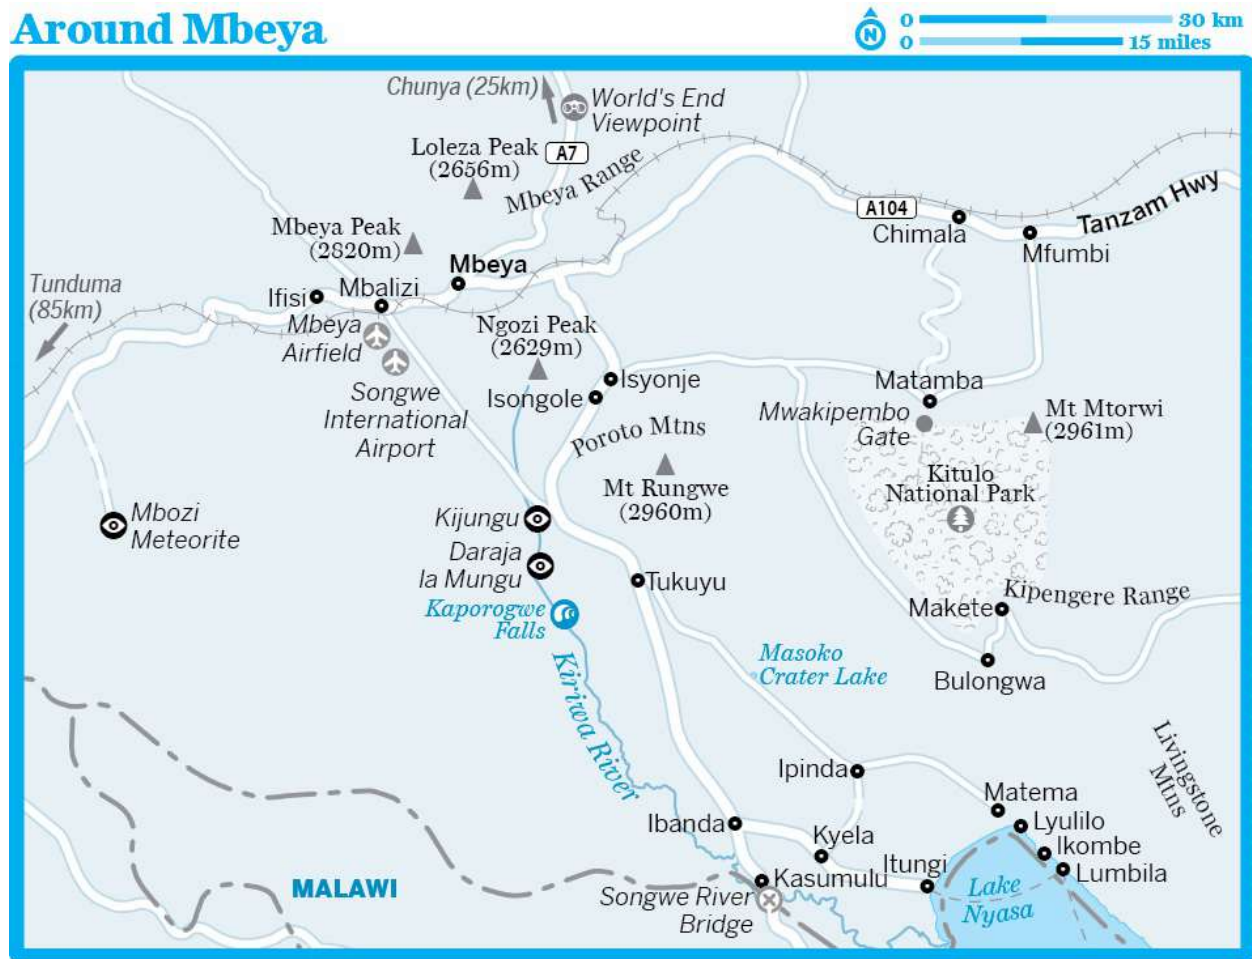 Around Mbeya
N
0 30 km
0 15 miles
Chunya (25km)
World's End
Viewpoint
Loleza Peak
(2656m)
A7
Mbeya Range
A104
Tanzam Hwy
Chimala
Mfumbi
Mbeya Peak
(2820m)
Mbeya
Tunduma
(85km)
Ifisi
Mbalizi
Mbeya
Airfield
Songwe
International
Airport
Ngozi Peak
(2629m)
Isyonje
Isongole
Matamba
Mwakipembo
Gate
Mt Mtorwi
(2961m)
Poroto Mtns
Mt Rungwe
(2960m)
Kitulo
National Park
Mbozi
Meteorite
Kijungu
Daraja
la Mungu
Kaporogwe
Falls
Tukuyu
Makete
Kipengere Range
Bulongwa
Masoko
Crater Lake
Kiriwa River
Livingstone
Mtns
Ipinda
Matema
Lyulilo
Ikombe
Lumbila
Ibanda
Kyela
Itungi
Kasumulu
Songwe River
Bridge
MALAWI
Lake
Nyasa